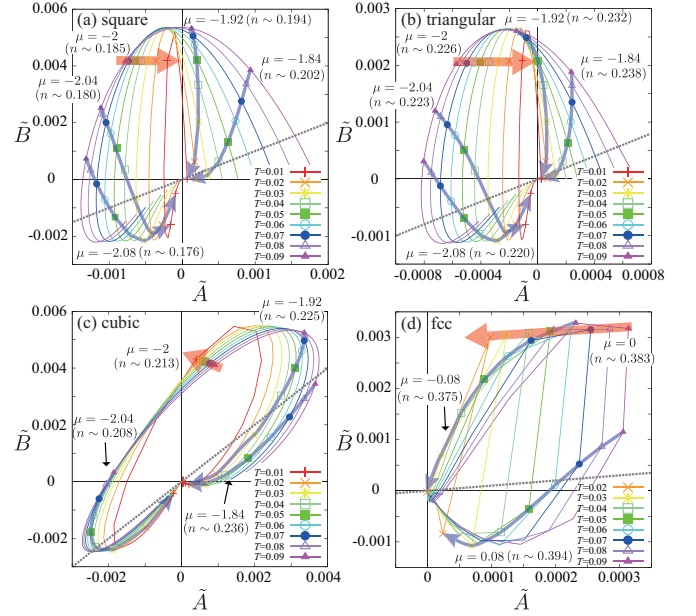 (a) square
0.006
0.004
0.002
0
-0.002
B̃
μ = −1.92 (n ~ 0.194)
μ = −2
(n ~ 0.185)
μ = −1.84
(n ~ 0.202)
μ = −2.04
(n ~ 0.180)
μ = −2.08 (n ~ 0.176)
T=0.01
T=0.02
T=0.03
T=0.04
T=0.05
T=0.06
T=0.07
T=0.08
T=0.09
-0.001
0
0.001
0.002
Ã
(b) triangular
0.003
0.002
0.001
0
-0.001
B̃
μ = −1.92 (n ~ 0.232)
μ = −2
(n ~ 0.226)
μ = −1.84
(n ~ 0.238)
μ = −2.04
(n ~ 0.223)
μ = −2.08 (n ~ 0.220)
T=0.01
T=0.02
T=0.03
T=0.04
T=0.05
T=0.06
T=0.07
T=0.08
T=0.09
-0.0008
-0.0004
0
0.0004
0.0008
Ã
(c) cubic
0.006
0.004
0.002
0
-0.002
B̃
μ = −1.92
(n ~ 0.225)
μ = −2
(n ~ 0.213)
μ = −2.04
(n ~ 0.208)
μ = −1.84
(n ~ 0.236)
T=0.01
T=0.02
T=0.03
T=0.04
T=0.05
T=0.06
T=0.07
T=0.08
T=0.09
-0.002
0
0.002
0.004
Ã
(d) fcc
0.003
0.002
0.001
0
-0.001
B̃
μ = 0
(n ~ 0.383)
μ = −0.08
(n ~ 0.375)
μ = 0.08 (n ~ 0.394)
T=0.02
T=0.03
T=0.04
T=0.05
T=0.06
T=0.07
T=0.08
T=0.09
0
0.0001
0.0002
0.0003
Ã